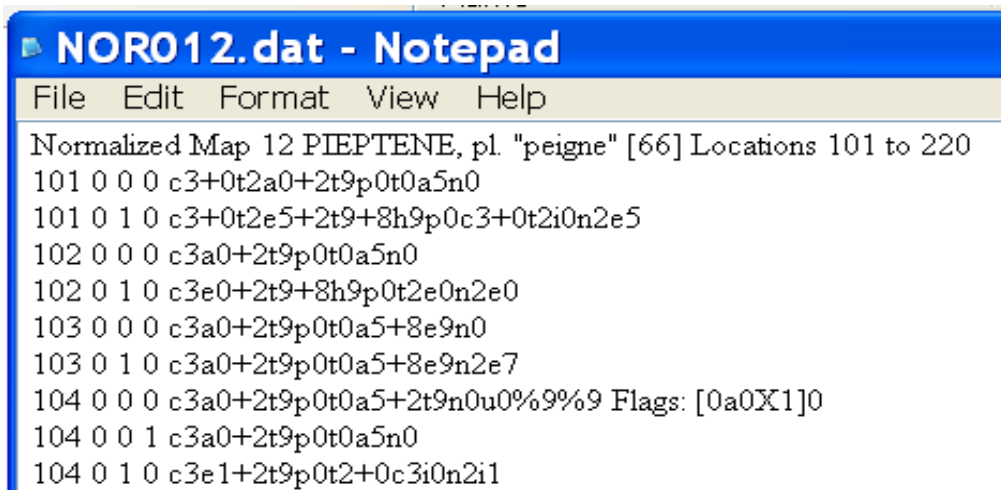 NOR012.dat - Notepad
File Edit Format View Help
Normalized Map 12 PIEPTENE, pl. "peigne" [66] Locations 101 to 220
101 0 0 0 c3+0t2a0+2t9p0t0a5n0
101 0 1 0 c3+0t2e5+2t9+8h9p0c3+0t2i0n2e5
102 0 0 0 c3a0+2t9p0t0a5n0
102 0 1 0 c3e0+2t9+8h9p0t2e0n2e0
103 0 0 0 c3a0+2t9p0t0a5+8e9n0
103 0 1 0 c3a0+2t9p0t0a5+8e9n2e7
104 0 0 0 c3a0+2t9p0t0a5+2t9n0u0%9%9 Flags: [0a0X1]0
104 0 0 1 c3a0+2t9p0t0a5n0
104 0 1 0 c3e1+2t9p0t2+0c3i0n2i1